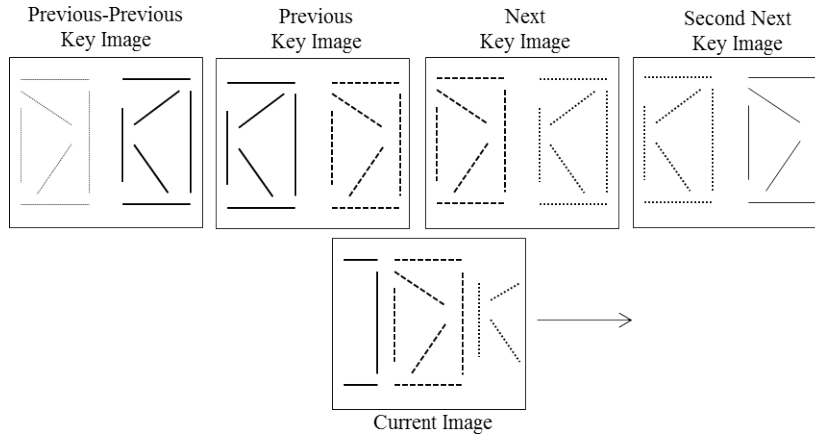 Previous-Previous
Key Image
Previous
Key Image
Next
Key Image
Second Next
Key Image
Current Image